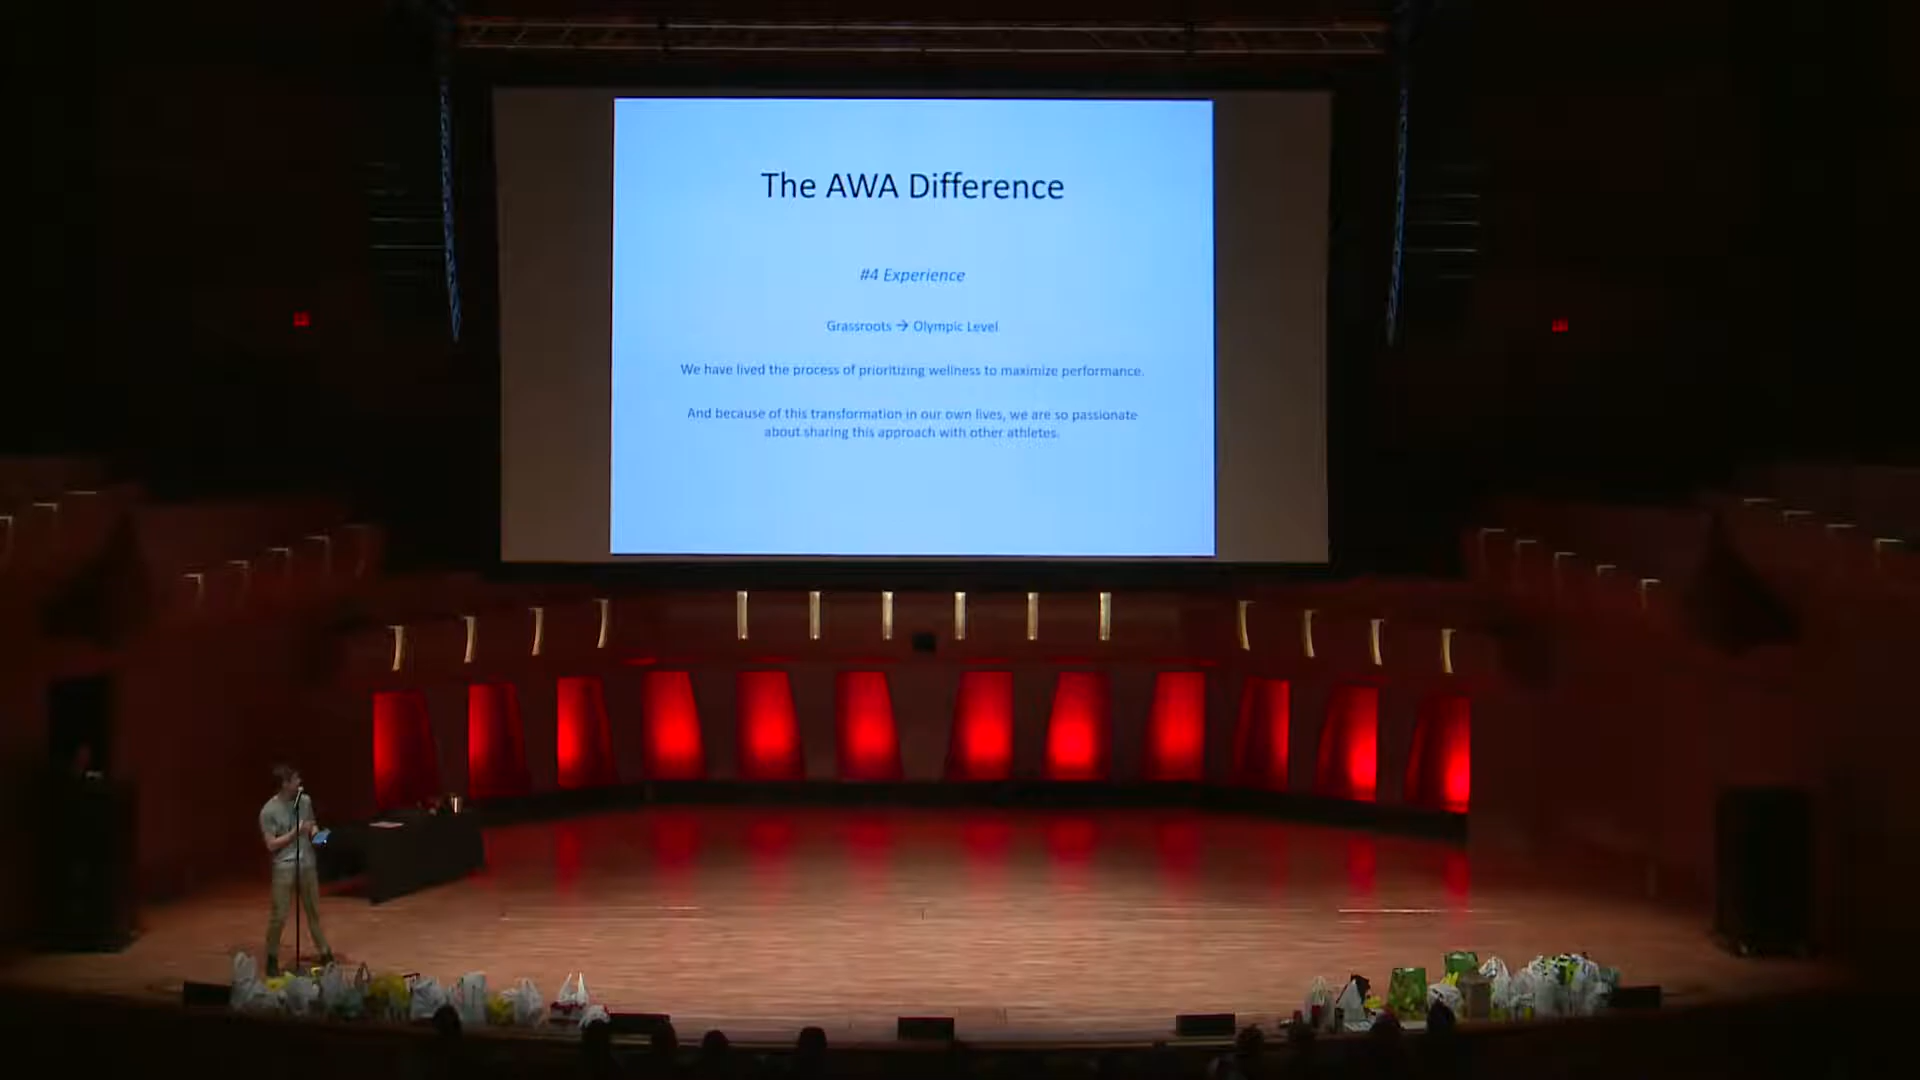 The AWA Difference
#4 Experience
Grassroots → Olympic Level
We have lived the process of prioritizing wellness to maximize performance.
And because of this transformation in our own lives, we are so passionate
about sharing this approach with other athletes.